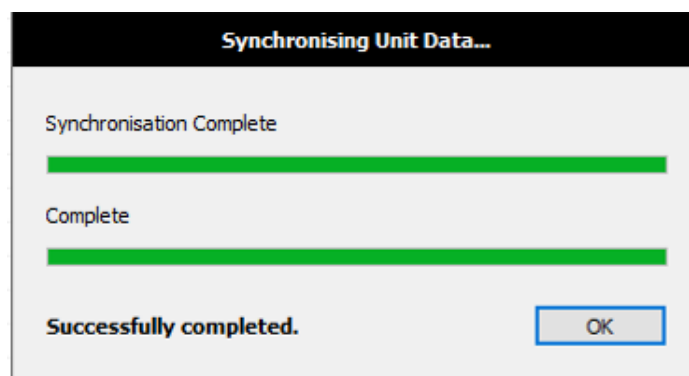 Synchronising Unit Data...
Synchronisation Complete
Complete
Successfully completed.
OK